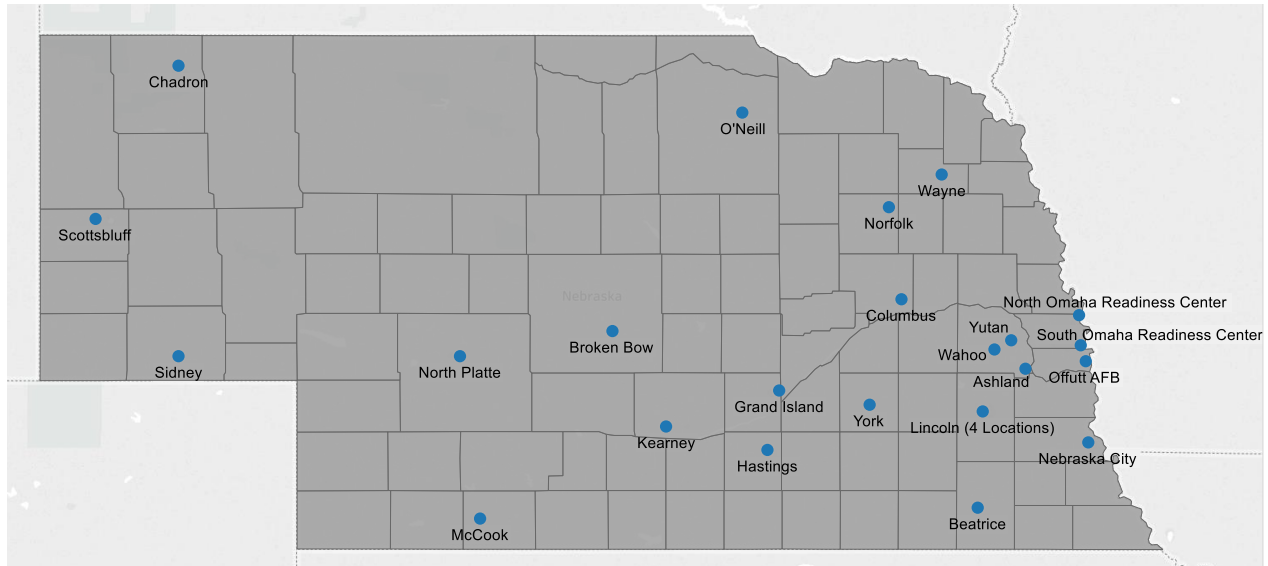 Chadron
O'Neill
Wayne
Norfolk
Scottsbluff
Nebraska
North Omaha Readiness Center
Columbus
Yutan
South Omaha Readiness Center
Broken Bow
Wahoo
Sidney
North Platte
Ashland
Offutt AFB
Grand Island
York
Lincoln (4 Locations)
Kearney
Nebraska City
Hastings
Beatrice
McCook